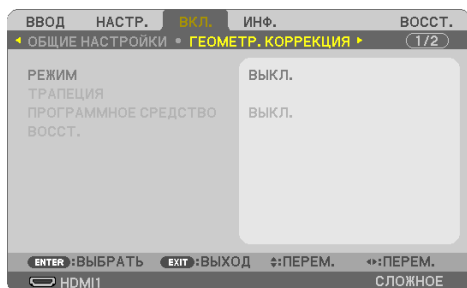 ВВОД НАСТР. ВКЛ. ИНФ. ВОССТ.
ОБЩИЕ НАСТРОЙКИ • ГЕОМЕТР. КОРРЕКЦИЯ 1/2
РЕЖИМ ВЫКЛ.
ТРАПЕЦИЯ
ПРОГРАММНОЕ СРЕДСТВО ВЫКЛ.
ВОССТ.
ENTER :ВЫБРАТЬ EXIT :ВЫХОД :ПЕРЕМ. :ПЕРЕМ.
HDMI1 СЛОЖНОЕ